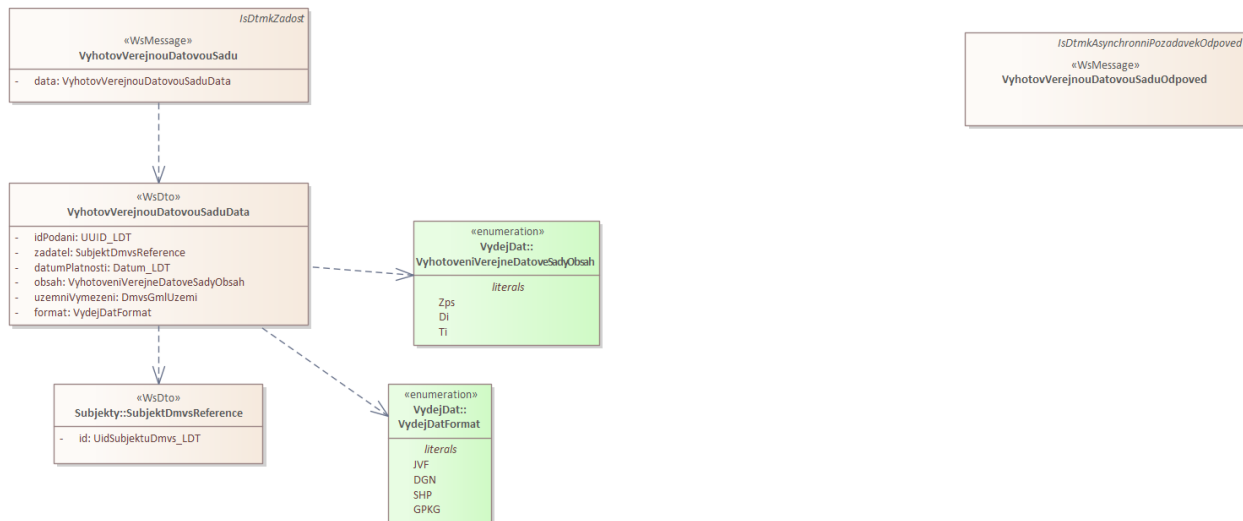 IsDtmkZadost
«WsMessage»
VyhotovVerejnouDatovouSadu
- data: VyhotovVerejnouDatovouSaduData
IsDtmkAsynchronniPozadavekOdpoved
«WsMessage»
VyhotovVerejnouDatovouSaduOdpoved
«WsDto»
VyhotovVerejnouDatovouSaduData
- idPodani: UUID_LDT
- zadatel: SubjektDmvsReference
- datumPlatnosti: Datum_LDT
- obsah: VyhotoveniVerejneDatoveSadyObsah
- uzemniVymezeni: DmvsGmlUzemi
- format: VydejDatFormat
«enumeration»
VydejDat::
VyhotoveniVerejneDatoveSadyObsah
literals
Zps
Di
Ti
«WsDto»
Subjekty::SubjektDmvsReference
- id: UidSubjektuDmvs_LDT
«enumeration»
VydejDat::
VydejDatFormat
literals
JVF
DGN
SHP
GPKG